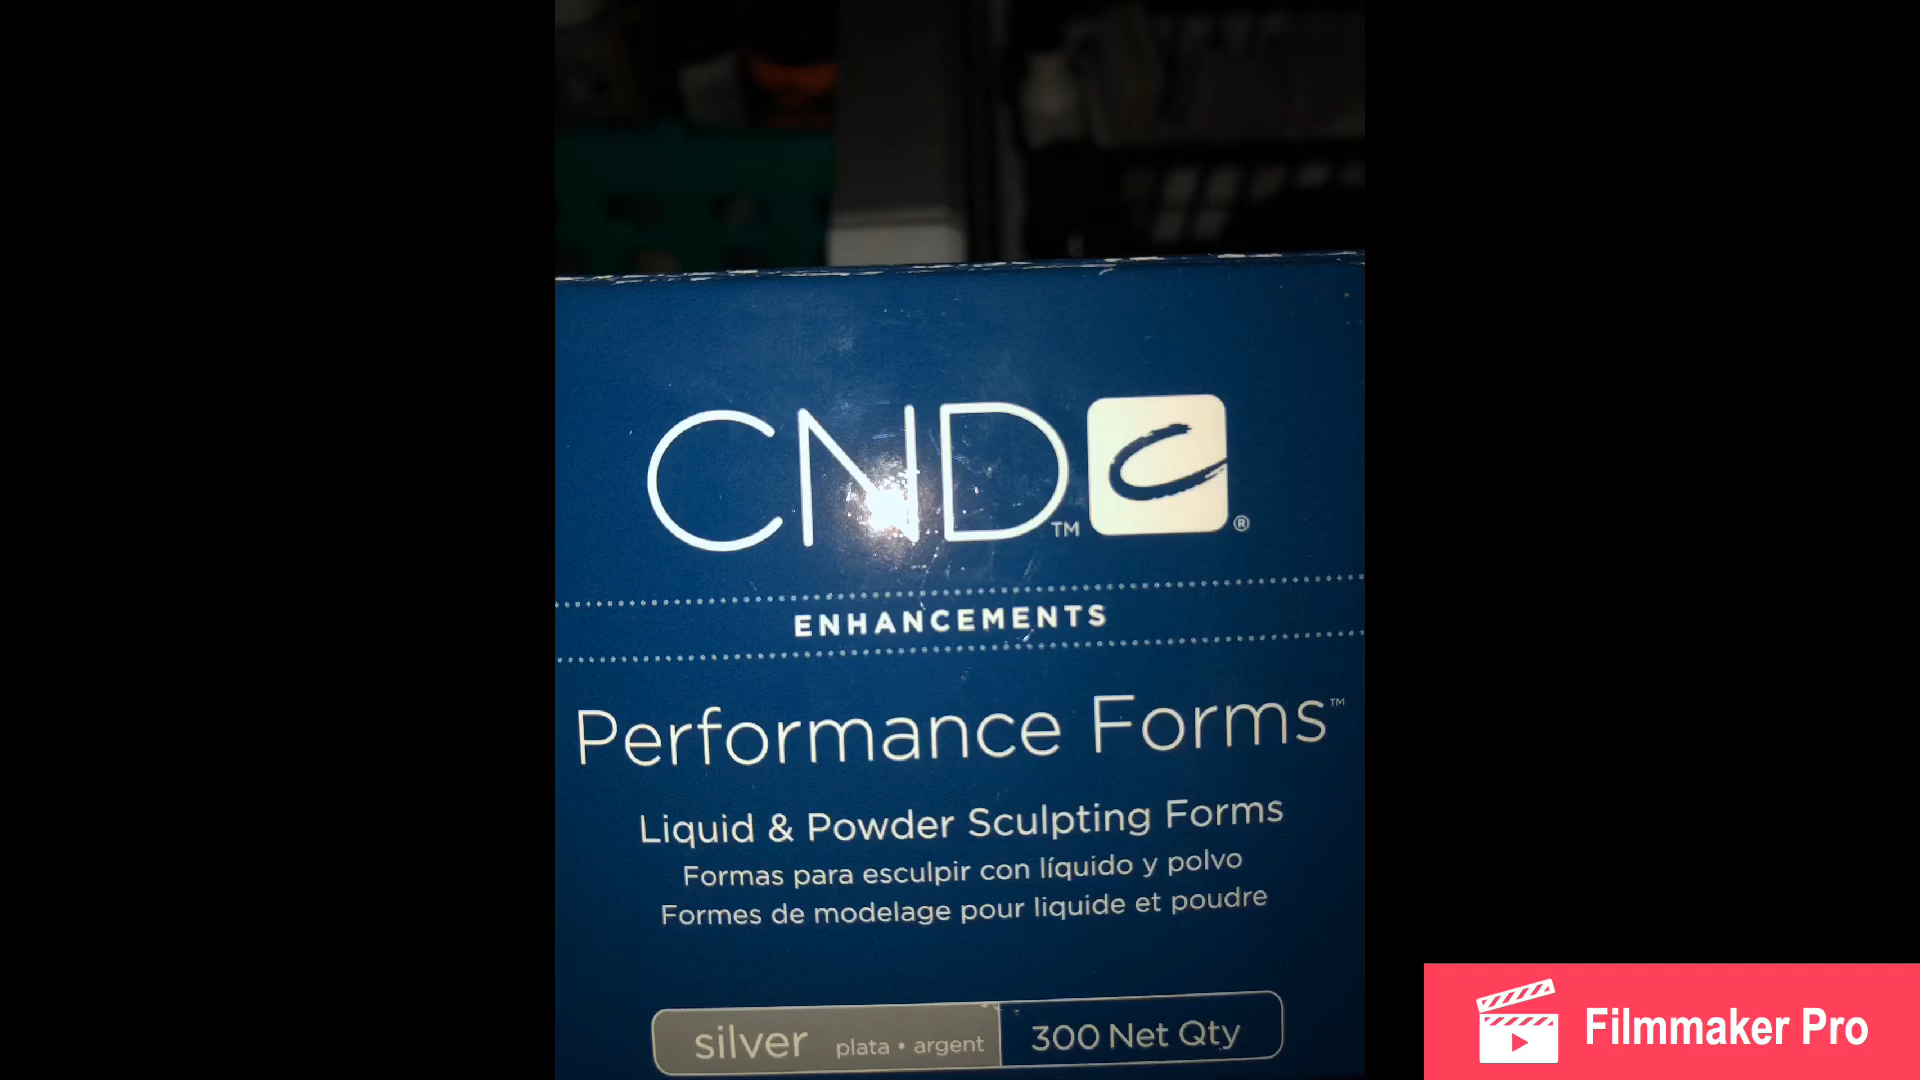 CND™ C®
ENHANCEMENTS
Performance Forms™
Liquid & Powder Sculpting Forms
Formas para esculpir con líquido y polvo
Formes de modelage pour liquide et poudre
silver plata • argent 300 Net Qty
Filmmaker Pro